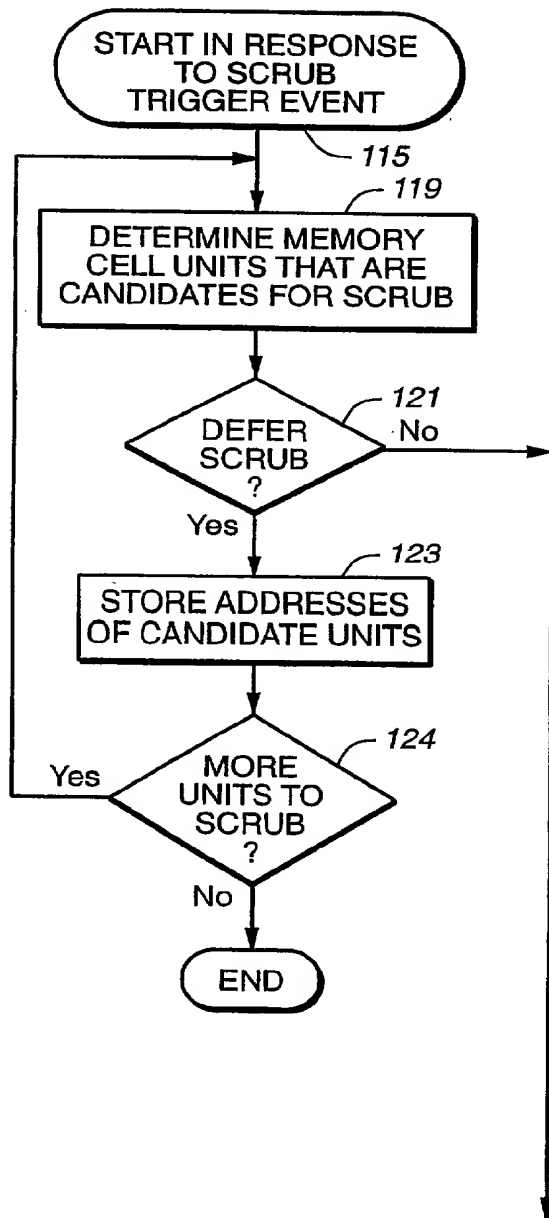 START IN RESPONSE
TO SCRUB
TRIGGER EVENT
115
119
DETERMINE MEMORY
CELL UNITS THAT ARE
CANDIDATES FOR SCRUB
121
DEFER
SCRUB
?
No
Yes
123
STORE ADDRESSES
OF CANDIDATE UNITS
124
Yes
MORE
UNITS TO
SCRUB
?
No
END